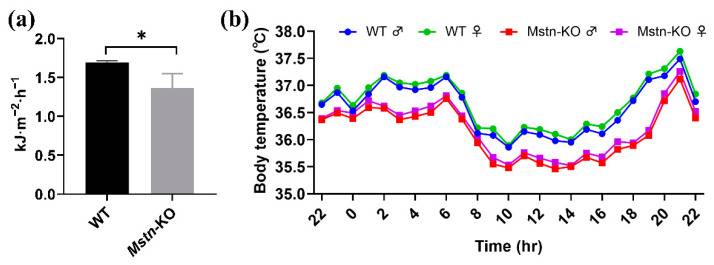 (a)
*
kJ·m⁻²·h⁻¹
2.0
1.5
1.0
1.5
0.0
WT
Mstn-KO
(b)
WT ♂ WT ♀ Mstn-KO ♂ Mstn-KO ♀
Body temperature (℃)
38.0
37.5
37.0
36.5
36.0
35.5
35.0
22 0 2 4 6 8 10 12 14 16 18 20 22
Time (hr)